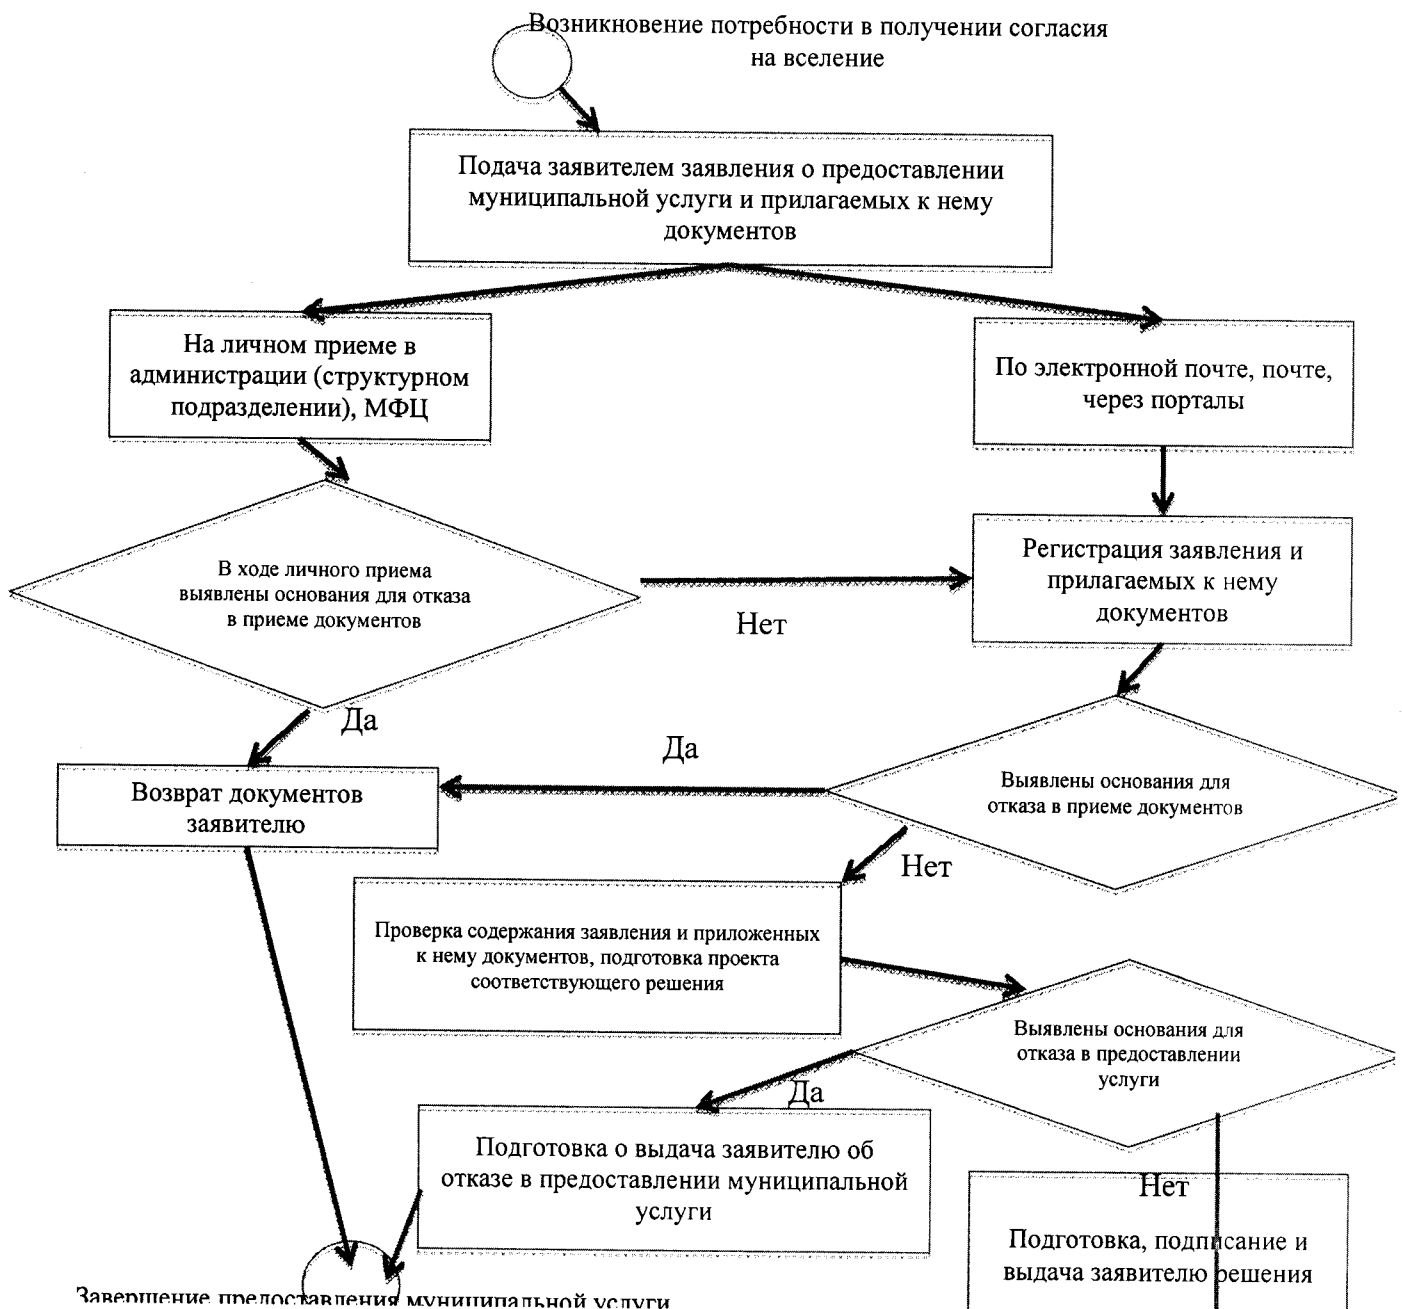 Возникновение потребности в получении согласия
на вселение
Подача заявителем заявления о предоставлении
муниципальной услуги и прилагаемых к нему
документов
На личном приеме в
администрации (структурном
подразделении), МФЦ
По электронной почте, почте,
через порталы
В ходе личного приема
выявлены основания для отказа
в приеме документов
Нет
Регистрация заявления и
прилагаемых к нему
документов
Да
Да
Возврат документов
заявителю
Выявлены основания для
отказа в приеме документов
Нет
Проверка содержания заявления и приложенных
к нему документов, подготовка проекта
соответствующего решения
Выявлены основания для
отказа в предоставлении
услуги
Да
Подготовка о выдача заявителю об
отказе в предоставлении муниципальной
услуги
Нет
Подготовка, подписание и
выдача заявителю решения
Завершение предоставления муниципальной услуги